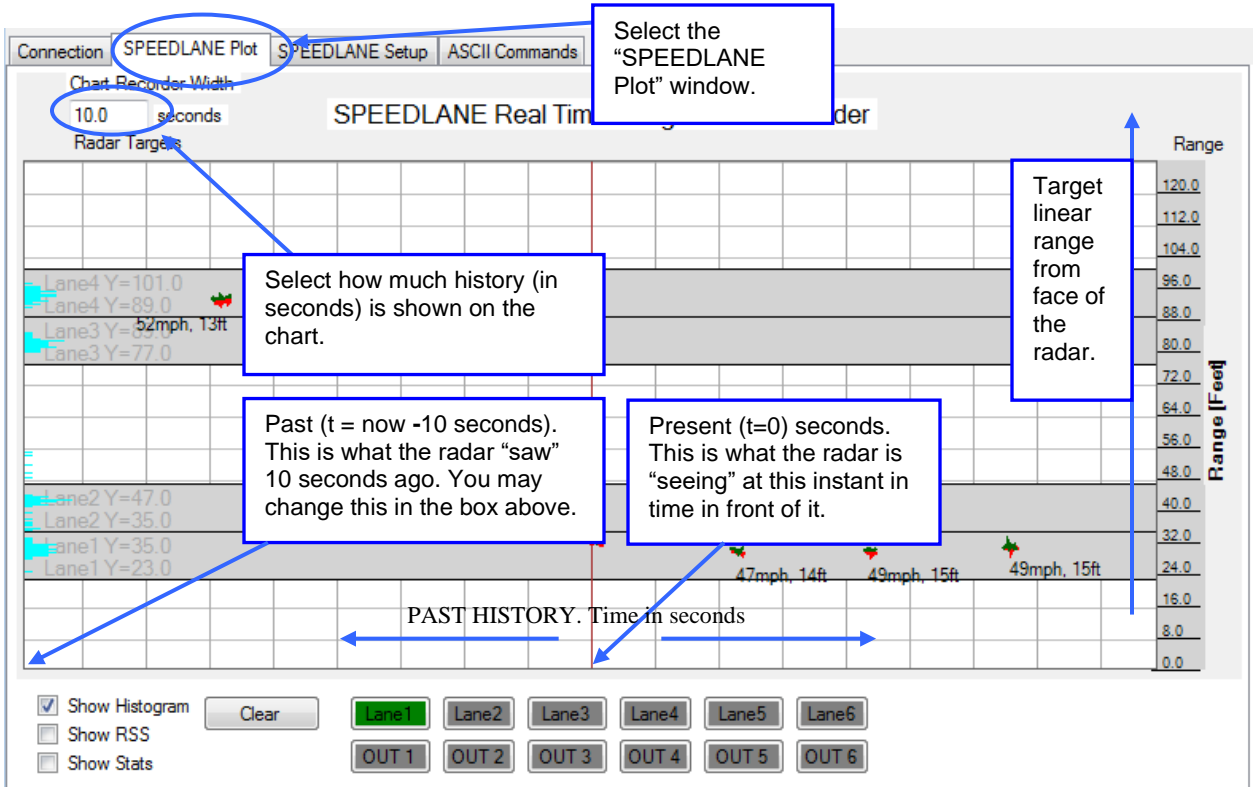 Connection SPEEDLANE Plot SPEEDLANE Setup ASCII Commands
Select the
“SPEEDLANE
Plot” window.
Chart Recorder Width
10.0 seconds
SPEEDLANE Real Tim
der
Radar Targets
Range
120.0
112.0
104.0
96.0
88.0
80.0
72.0
64.0
56.0
48.0
40.0
32.0
24.0
16.0
8.0
0.0
Range [Feet]
Target
linear
range
from
face of
the
radar.
Lane4 Y=101.0
Lane4 Y=89.0
52mph, 13ft
Lane3 Y=89.0
Lane3 Y=77.0
Select how much history (in
seconds) is shown on the
chart.
Past (t = now -10 seconds).
This is what the radar “saw”
10 seconds ago. You may
change this in the box above.
Present (t=0) seconds.
This is what the radar is
“seeing” at this instant in
time in front of it.
Lane2 Y=47.0
Lane2 Y=35.0
Lane1 Y=35.0
Lane1 Y=23.0
47mph, 14ft 49mph, 15ft 49mph, 15ft
PAST HISTORY. Time in seconds
Show Histogram Clear Lane1 Lane2 Lane3 Lane4 Lane5 Lane6
Show RSS
Show Stats OUT 1 OUT 2 OUT 3 OUT 4 OUT 5 OUT 6